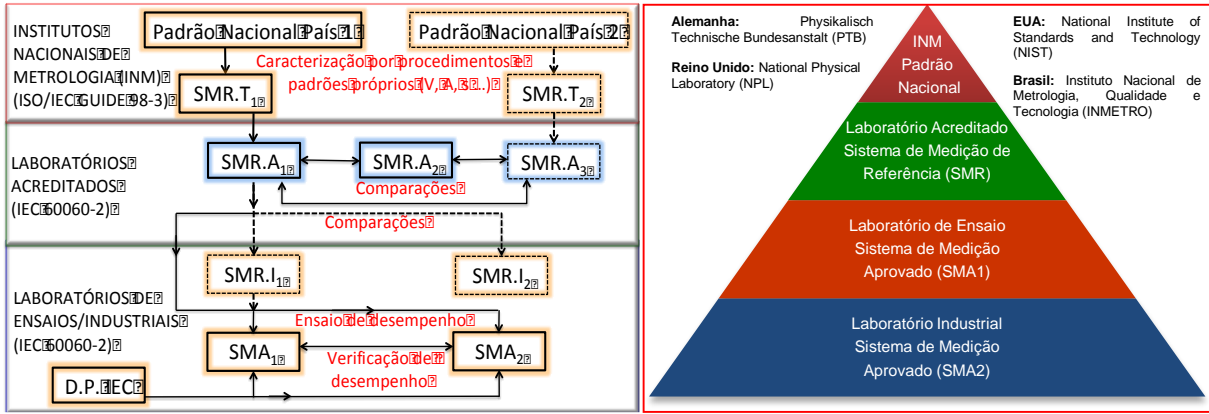 INSTITUTOS
NACIONAIS DE
METROLOGIA (INM)
(ISO/IEC GUIDE 98-3)
Padrão Nacional País 1
Padrão Nacional País 2
Caracterização por procedimentos e
padrões próprios (V, A, s ...)
SMR.T1
SMR.T2
LABORATÓRIOS
ACREDITADOS
(IEC 60060-2)
SMR.A1
SMR.A2
SMR.A3
Comparações
Comparações
LABORATÓRIOS DE
ENSAIOS/INDUSTRIAIS
(IEC 60060-2)
SMR.I1
SMR.I2
Ensaio de desempenho
SMA1
SMA2
Verificação de
desempenho
D.P. IEC
Alemanha: Physikalisch
Technische Bundesanstalt (PTB)
Reino Unido: National Physical
Laboratory (NPL)
EUA: National Institute of
Standards and Technology
(NIST)
Brasil: Instituto Nacional de
Metrologia, Qualidade e
Tecnologia (INMETRO)
INM
Padrão
Nacional
Laboratório Acreditado
Sistema de Medição de
Referência (SMR)
Laboratório de Ensaio
Sistema de Medição
Aprovado (SMA1)
Laboratório Industrial
Sistema de Medição
Aprovado (SMA2)